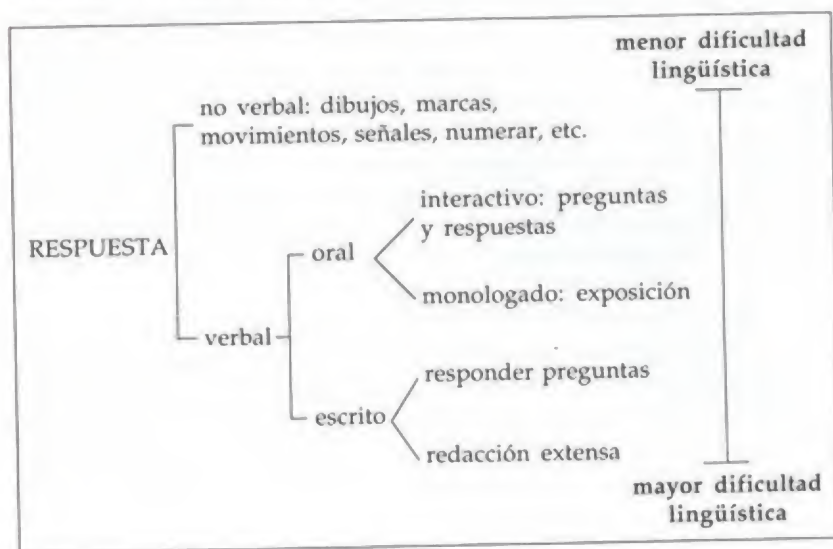 menor dificultad
lingüística
no verbal: dibujos, marcas,
movimientos, señales, numerar, etc.
interactivo: preguntas
y respuestas
RESPUESTA
oral
monologado: exposición
verbal
responder preguntas
escrito
redacción extensa
mayor dificultad
lingüística